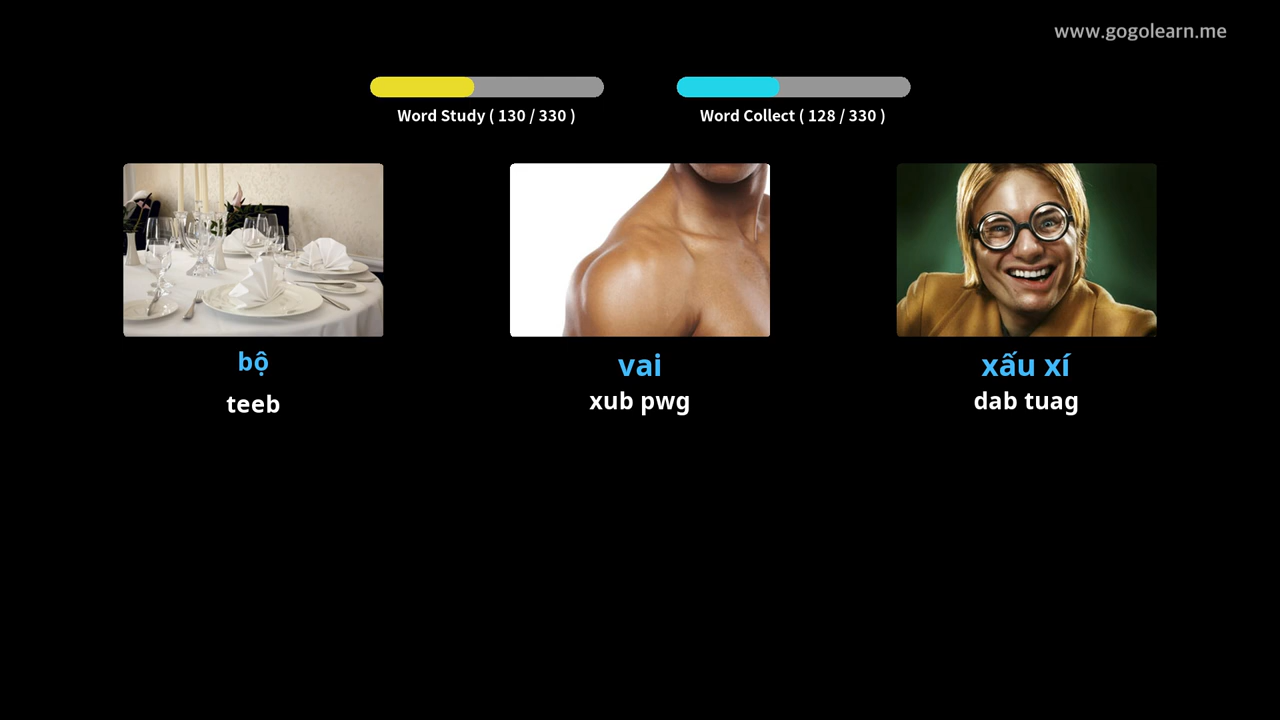 www.gogolearn.me
Word Study ( 130 / 330 )
Word Collect ( 128 / 330 )
bộ
teeb
vai
xub pwg
xấu xí
dab tuag